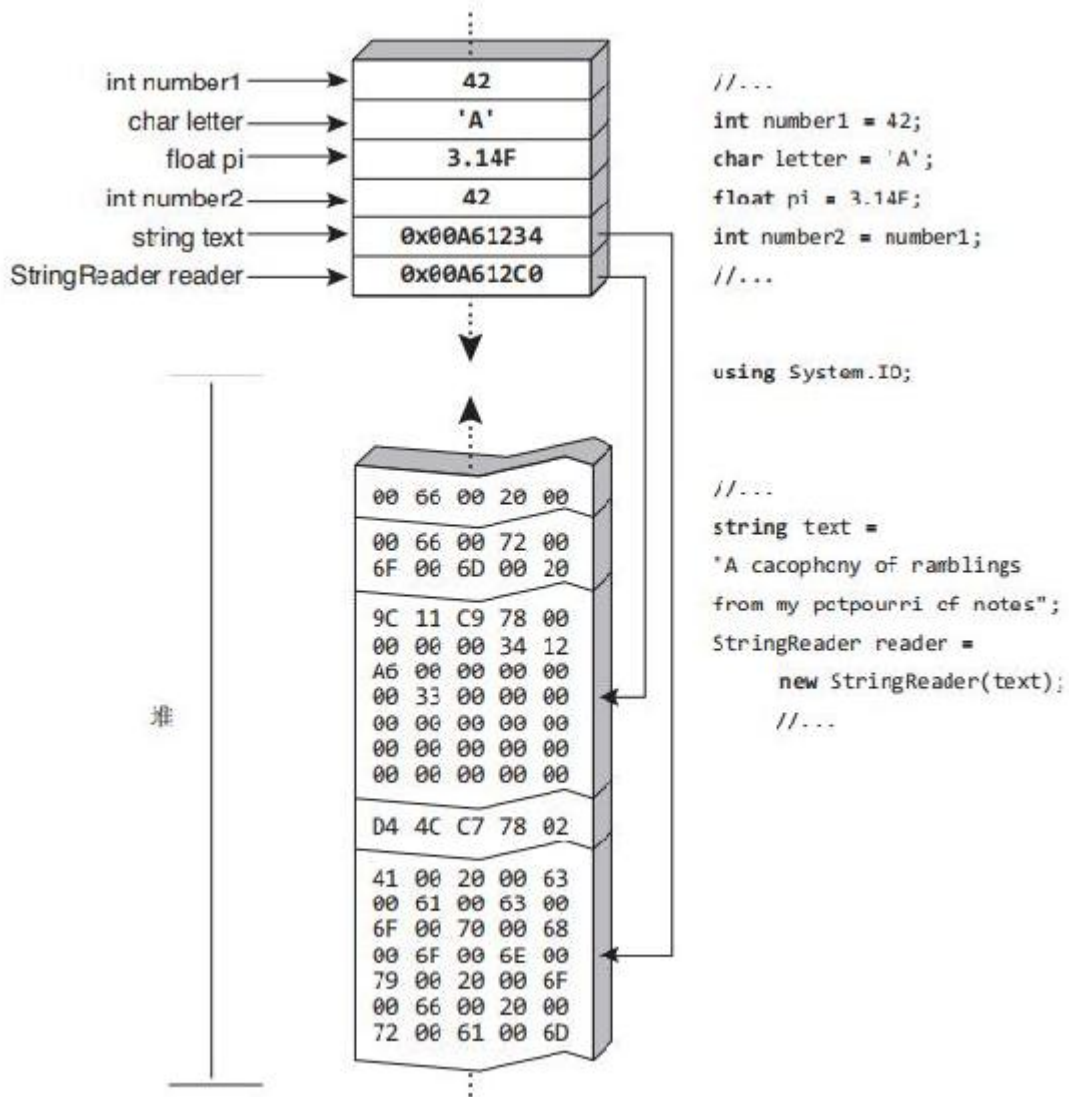 int number1
char letter
float pi
int number2
string text
StringReader reader
42
'A'
3.14F
42
0x00A61234
0x00A612C0
//...
int number1 = 42;
char letter = 'A';
float pi = 3.14F;
int number2 = number1;
//...
using System.IO;
//...
string text =
"A cacophony of ramblings
from my potpourri of notes";
StringReader reader =
new StringReader(text);
//...
堆
00 66 00 20 00
00 66 00 72 00
6F 00 6D 00 20
9C 11 C9 78 00
00 00 00 34 12
A6 00 00 00 00
00 33 00 00 00
00 00 00 00 00
00 00 00 00 00
00 00 00 00 00
D4 4C C7 78 02
41 00 20 00 63
00 61 00 63 00
6F 00 70 00 68
00 6F 00 6E 00
79 00 20 00 6F
00 66 00 20 00
72 00 61 00 6D